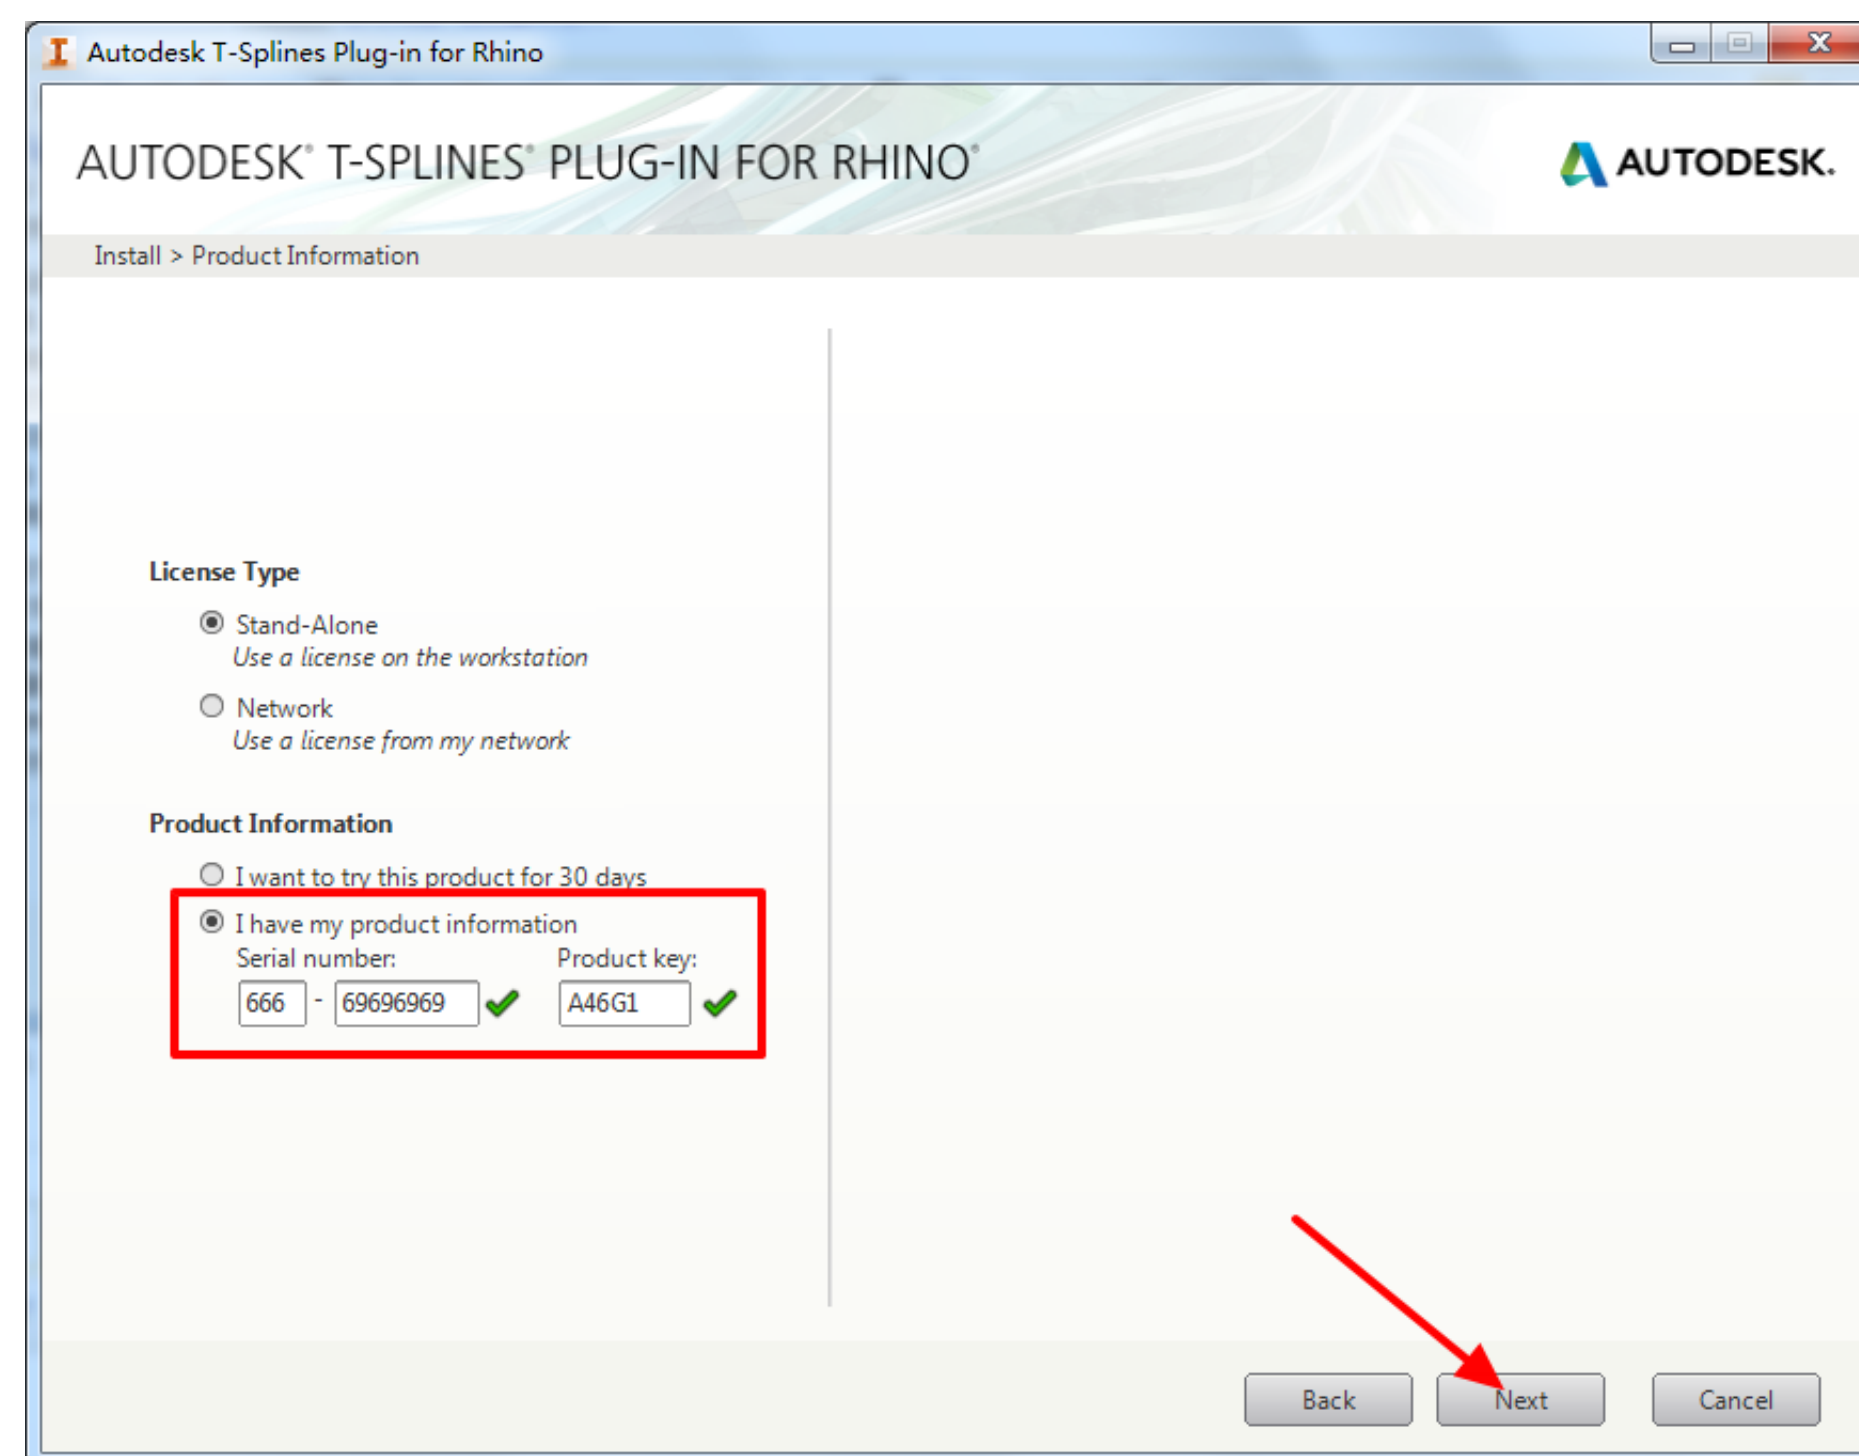 Autodesk T-Splines Plug-in for Rhino
AUTODESK® T-SPLINES® PLUG-IN FOR RHINO®
AUTODESK.
Install > Product Information
License Type
Stand-Alone
Use a license on the workstation
Network
Use a license from my network
Product Information
I want to try this product for 30 days
I have my product information
Serial number: Product key:
666 - 69696969 A46G1
Back Next Cancel